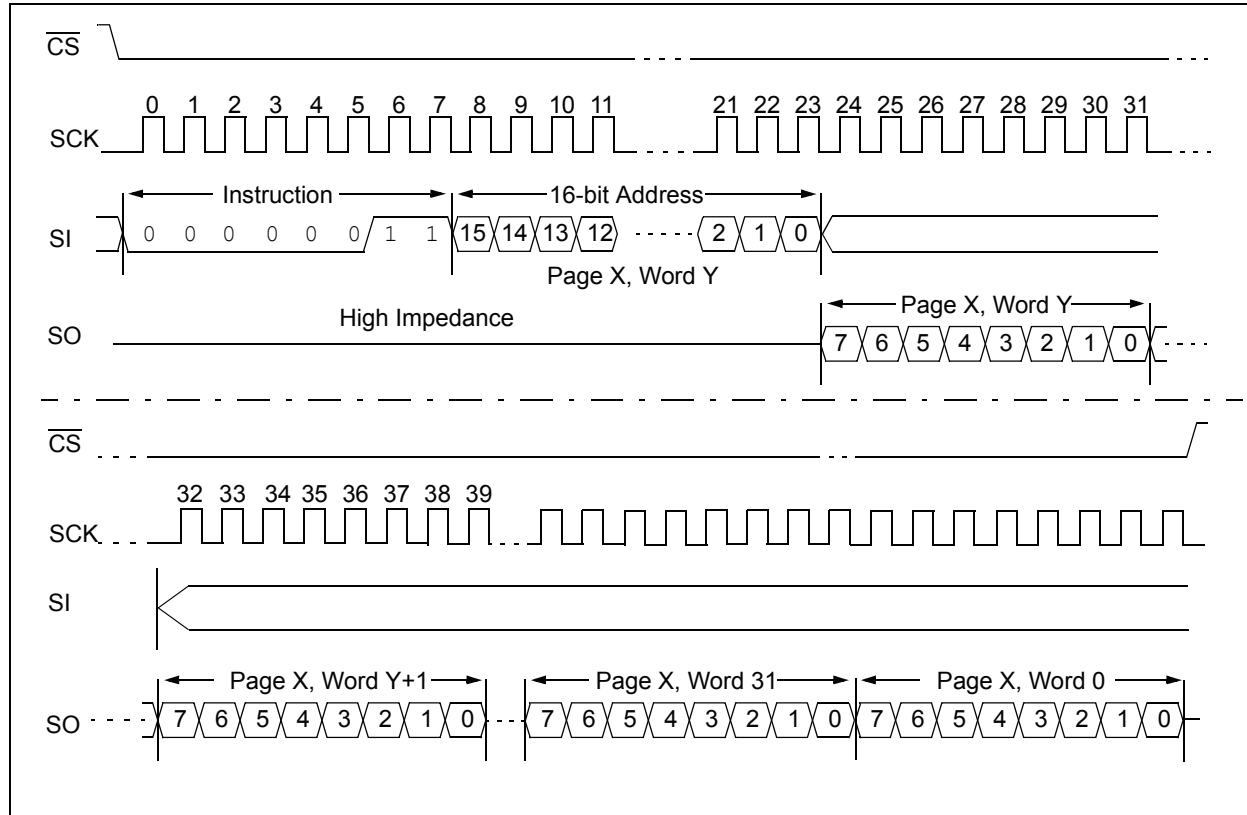 CS
0 1 2 3 4 5 6 7 8 9 10 11 21 22 23 24 25 26 27 28 29 30 31
SCK
Instruction 16-bit Address
SI 0 0 0 0 0 0 1 1 15 14 13 12 2 1 0
Page X, Word Y
High Impedance Page X, Word Y
SO 7 6 5 4 3 2 1 0
CS
32 33 34 35 36 37 38 39
SCK
SI
Page X, Word Y+1 Page X, Word 31 Page X, Word 0
SO 7 6 5 4 3 2 1 0 7 6 5 4 3 2 1 0 7 6 5 4 3 2 1 0